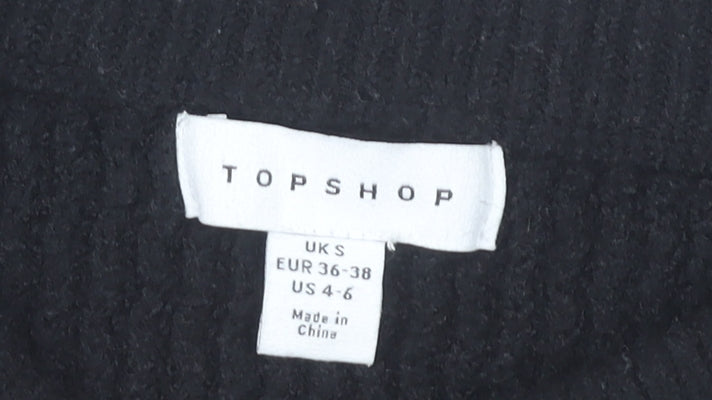 TOPSHOP
UK S
EUR 36-38
US 4-6
Made in
China